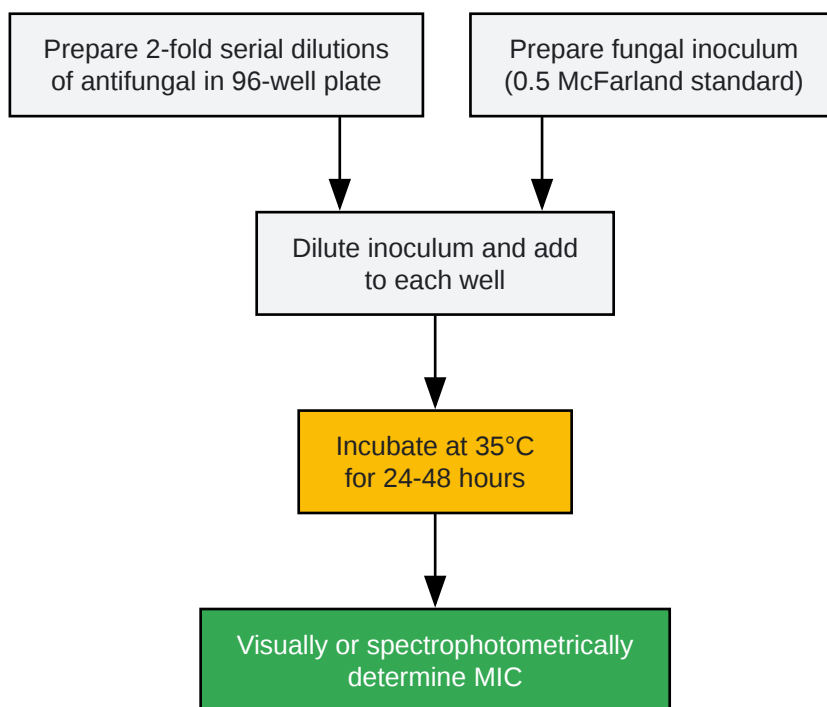 Prepare 2-fold serial dilutions
of antifungal in 96-well plate
Prepare fungal inoculum
(0.5 McFarland standard)
Dilute inoculum and add
to each well
Incubate at 35°C
for 24-48 hours
Visually or spectrophotometrically
determine MIC